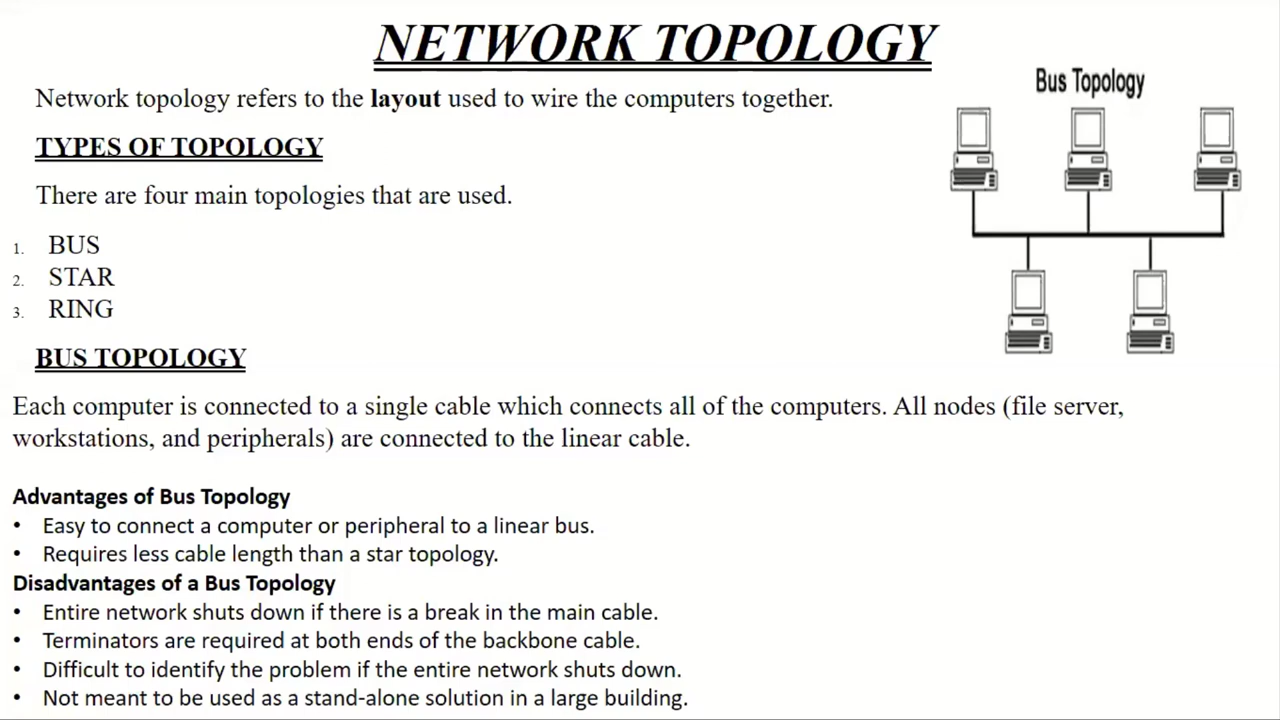 NETWORK TOPOLOGY
Network topology refers to the layout used to wire the computers together.
TYPES OF TOPOLOGY
There are four main topologies that are used.
1. BUS
2. STAR
3. RING
Bus Topology
BUS TOPOLOGY
Each computer is connected to a single cable which connects all of the computers. All nodes (file server,
workstations, and peripherals) are connected to the linear cable.
Advantages of Bus Topology
• Easy to connect a computer or peripheral to a linear bus.
• Requires less cable length than a star topology.
Disadvantages of a Bus Topology
• Entire network shuts down if there is a break in the main cable.
• Terminators are required at both ends of the backbone cable.
• Difficult to identify the problem if the entire network shuts down.
• Not meant to be used as a stand-alone solution in a large building.